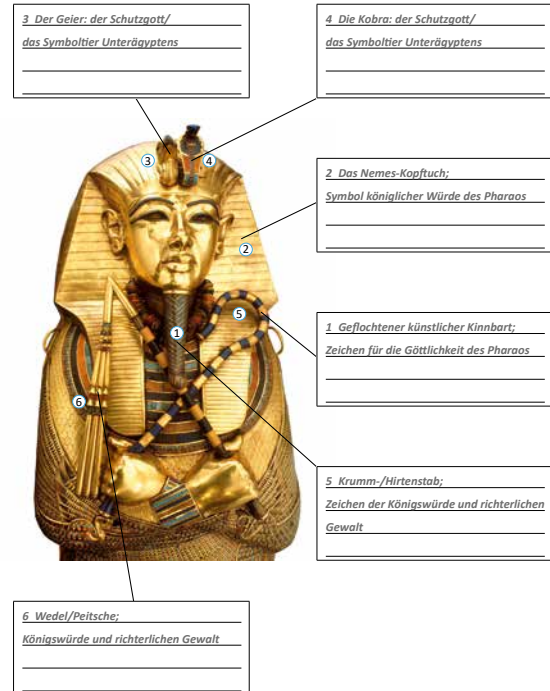 3 Der Geier: der Schutzgott/
das Symboltier Unterägyptens
4 Die Kobra: der Schutzgott/
das Symboltier Unterägyptens
3
4
2 Das Nemes-Kopftuch;
Symbol königlicher Würde des Pharaos
2
1 Geflochtener künstlicher Kinnbart;
Zeichen für die Göttlichkeit des Pharaos
5
1
6
5 Krumm-/Hirtenstab;
Zeichen der Königswürde und richterlichen
Gewalt
6 Wedel/Peitsche;
Königswürde und richterlichen Gewalt